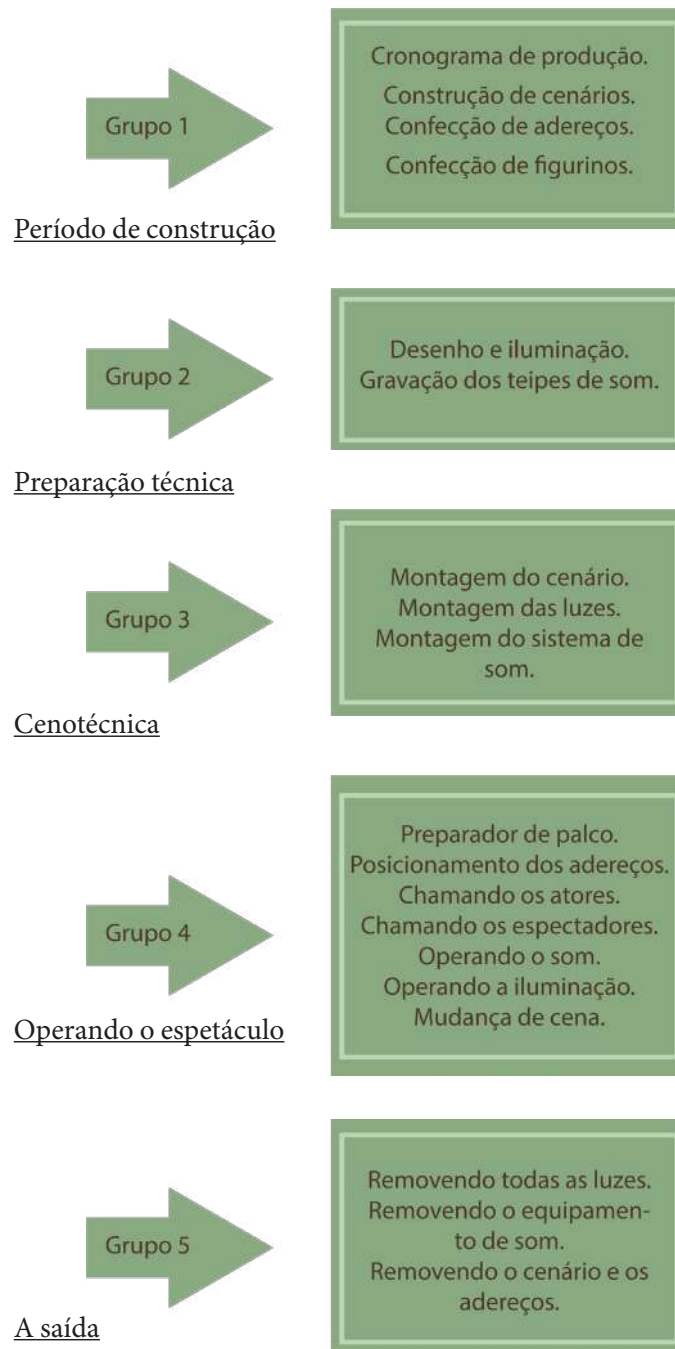 Grupo 1
Cronograma de produção.
Construção de cenários.
Confecção de adereços.
Confecção de figurinos.
Período de construção
Grupo 2
Desenho e iluminação.
Gravação dos teipes de som.
Preparação técnica
Grupo 3
Montagem do cenário.
Montagem das luzes.
Montagem do sistema de
som.
Cenotécnica
Grupo 4
Preparador de palco.
Posicionamento dos adereços.
Chamando os atores.
Chamando os espectadores.
Operando o som.
Operando a iluminação.
Mudança de cena.
Operando o espetáculo
Grupo 5
Removendo todas as luzes.
Removendo o equipamen-
to de som.
Removendo o cenário e os
adereços.
A saída